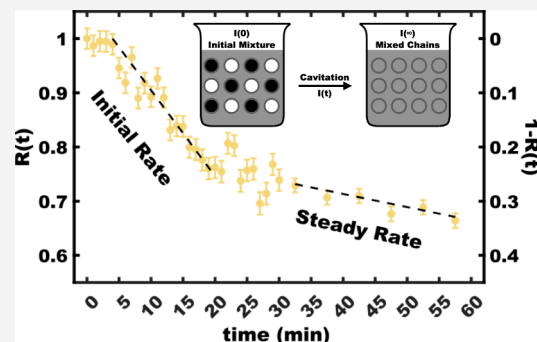 I(0)
Initial Mixture
Cavitation
I(t)
I(∞)
Mixed Chains
1
0.9
0.8
0.7
0.6
R(t)
0
0.1
0.2
0.3
0.4
1-R(t)
Initial Rate
Steady Rate
0 5 10 15 20 25 30 35 40 45 50 55 60
time (min)